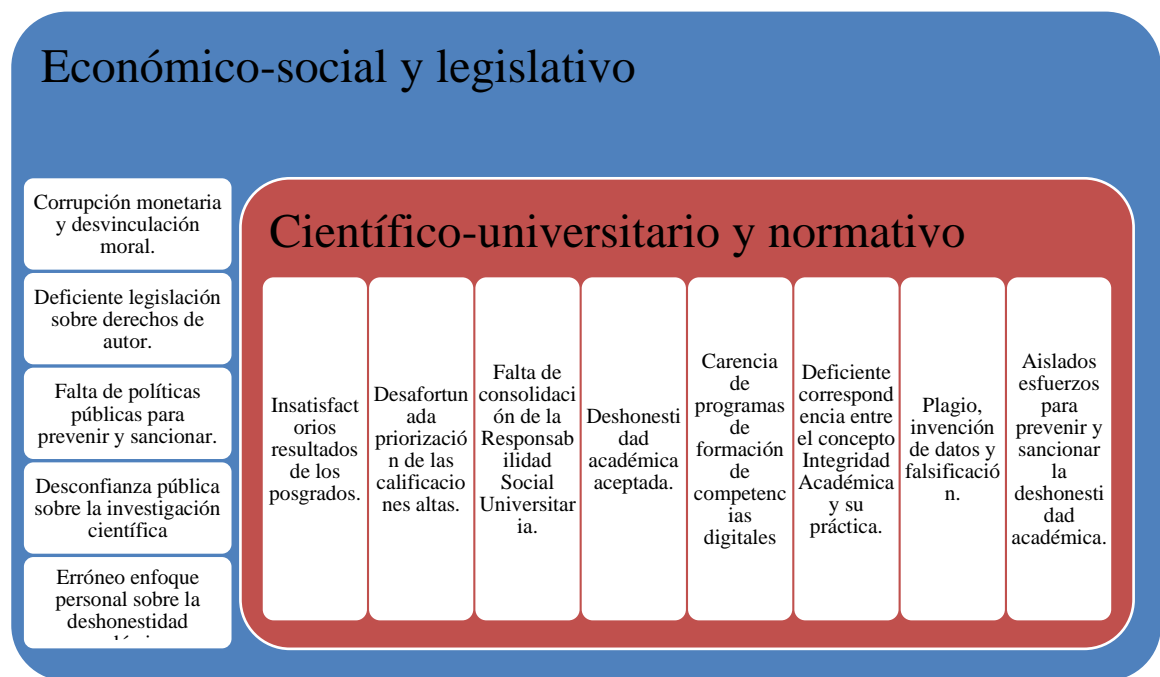 Económico-social y legislativo
Corrupción monetaria
y desvinculación
moral.
Deficiente legislación
sobre derechos de
autor.
Falta de políticas
públicas para
prevenir y sancionar.
Desconfianza pública
sobre la investigación
científica
Erróneo enfoque
personal sobre la
deshonestidad
Científico-universitario y normativo
Insatisfact
orios
resultados
de los
posgrados.
Desafortun
ada
priorizació
n de las
calificacio
nes altas.
Falta de
consolidaci
ón de la
Responsab
ilidad
Social
Universitar
ia.
Deshonesti
dad
académica
aceptada.
Carencia
de
programas
de
formación
de
competenc
ias
digitales
Deficiente
correspond
encia entre
el concepto
Integridad
Académica
y su
práctica.
Plagio,
invención
de datos y
falsificació
n.
Aislados
esfuerzos
para
prevenir y
sancionar
la
deshonesti
dad
académica.